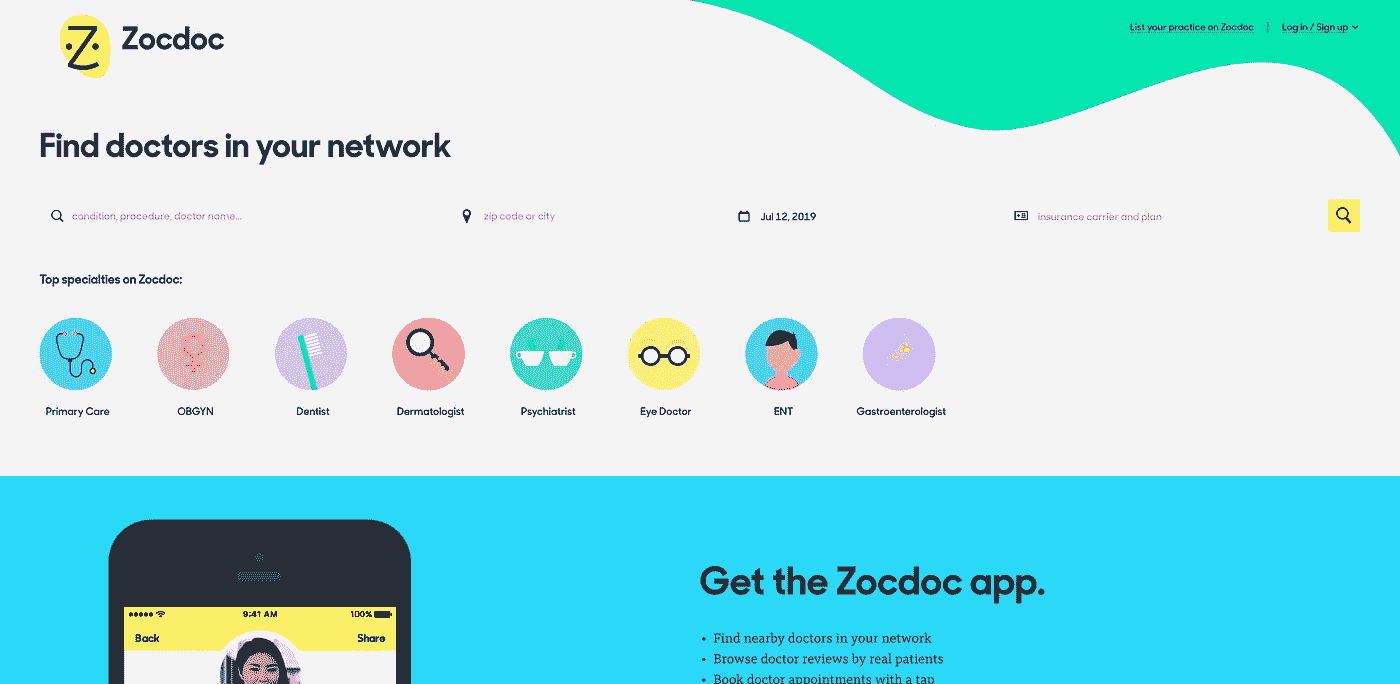 Zocdoc
List your practice on Zocdoc | Log in / Sign up
Find doctors in your network
condition, procedure, doctor name...
zip code or city
Jul 12, 2019
insurance carrier and plan
Top specialties on Zocdoc:
Primary Care
OBGYN
Dentist
Dermatologist
Psychiatrist
Eye Doctor
ENT
Gastroenterologist
9:41 AM
100%
Back
Share
Get the Zocdoc app.
• Find nearby doctors in your network
• Browse doctor reviews by real patients
• Book doctor appointments with a tap